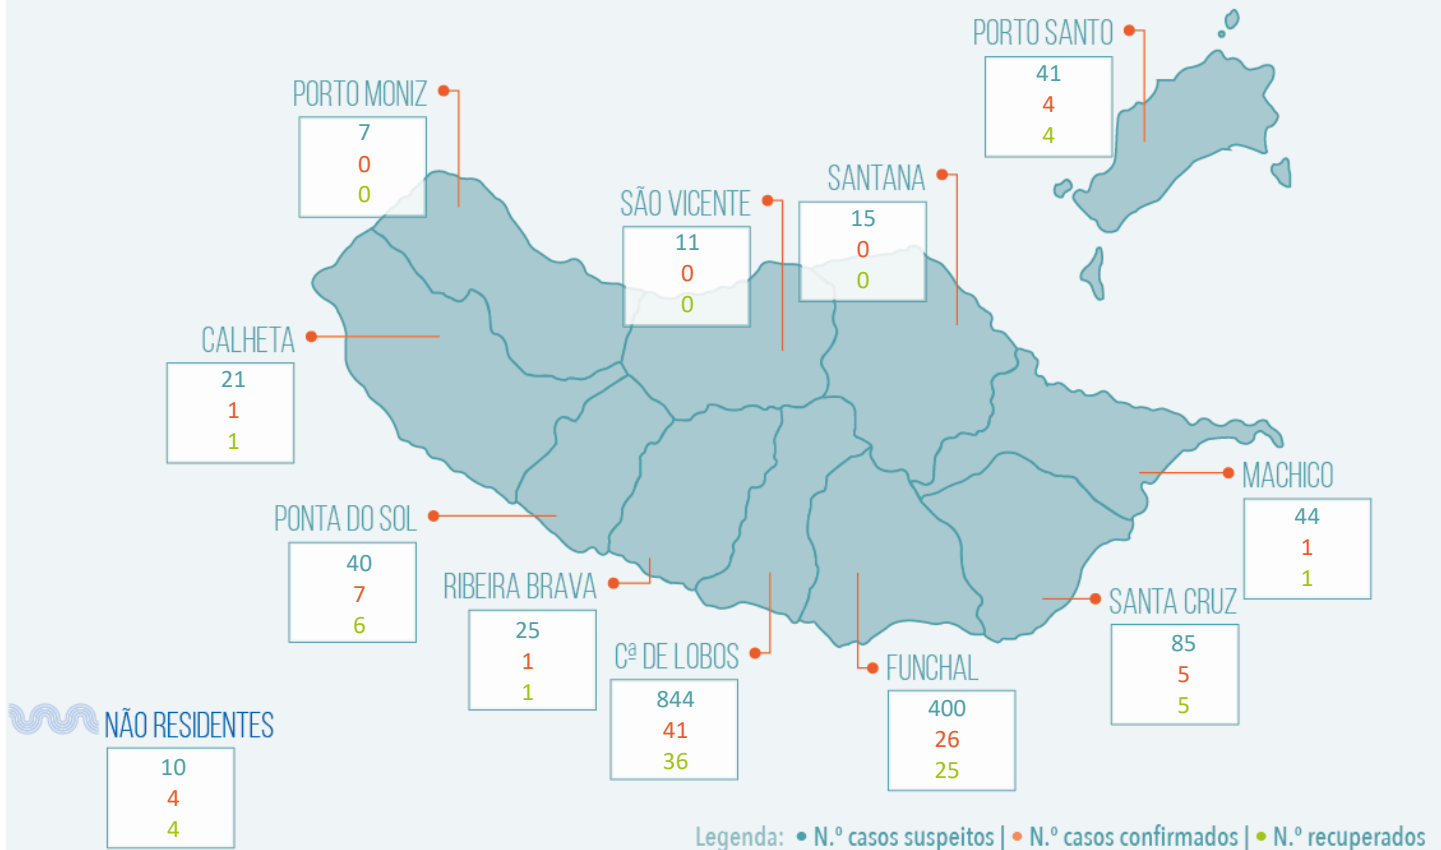 PORTO SANTO
41
4
4
PORTO MONIZ
7
0
0
SANTANA
15
0
0
SÃO VICENTE
11
0
0
CALHETA
21
1
1
MACHICO
44
1
1
PONTA DO SOL
40
7
6
RIBEIRA BRAVA
25
1
1
SANTA CRUZ
85
5
5
Cª DE LOBOS
844
41
36
FUNCHAL
400
26
25
NÃO RESIDENTES
10
4
4
Legenda: • N.º casos suspeitos | • N.º casos confirmados | • N.º recuperados